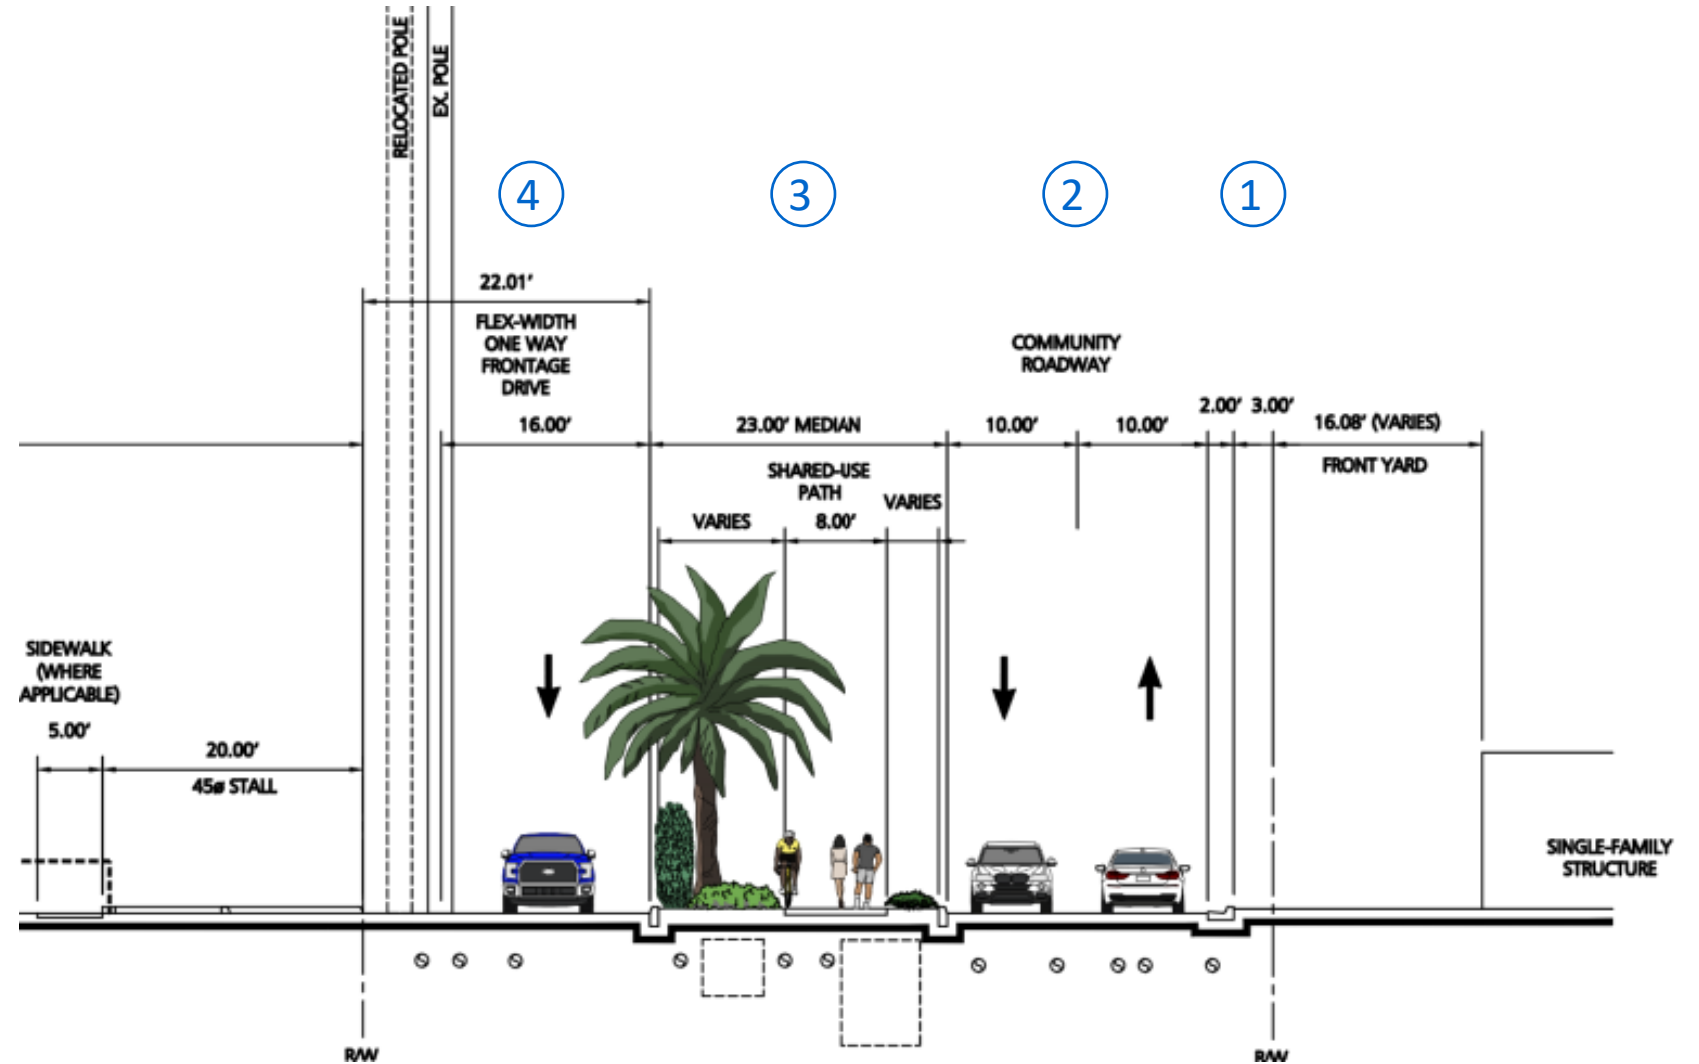 RELOCATED POLE
EX. POLE
4
3
2
1
22.01'
FLEX-WIDTH
ONE WAY
FRONTAGE
DRIVE
16.00'
23.00' MEDIAN
SHARED-USE
PATH
VARIES
8.00'
VARIES
COMMUNITY
ROADWAY
10.00'
10.00'
2.00' 3.00'
16.08' (VARIES)
FRONT YARD
SIDEWALK
(WHERE
APPLICABLE)
5.00'
20.00'
45ø STALL
SINGLE-FAMILY
STRUCTURE
R/W
R/W